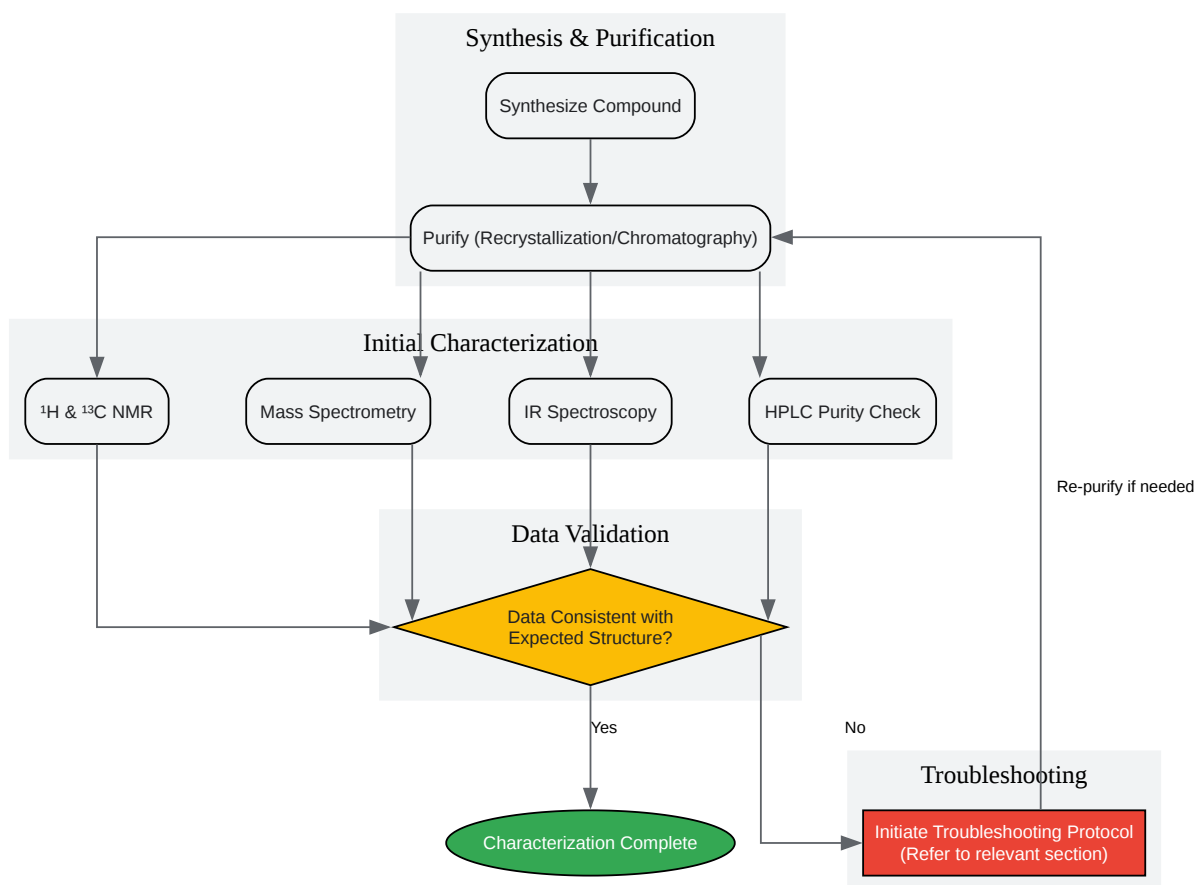 Synthesis & Purification
Synthesize Compound
Purify (Recrystallization/Chromatography)
Initial Characterization
¹H & ¹³C NMR
Mass Spectrometry
IR Spectroscopy
HPLC Purity Check
Re-purify if needed
Data Validation
Data Consistent with
Expected Structure?
Yes
No
Troubleshooting
Initiate Troubleshooting Protocol
(Refer to relevant section)
Characterization Complete